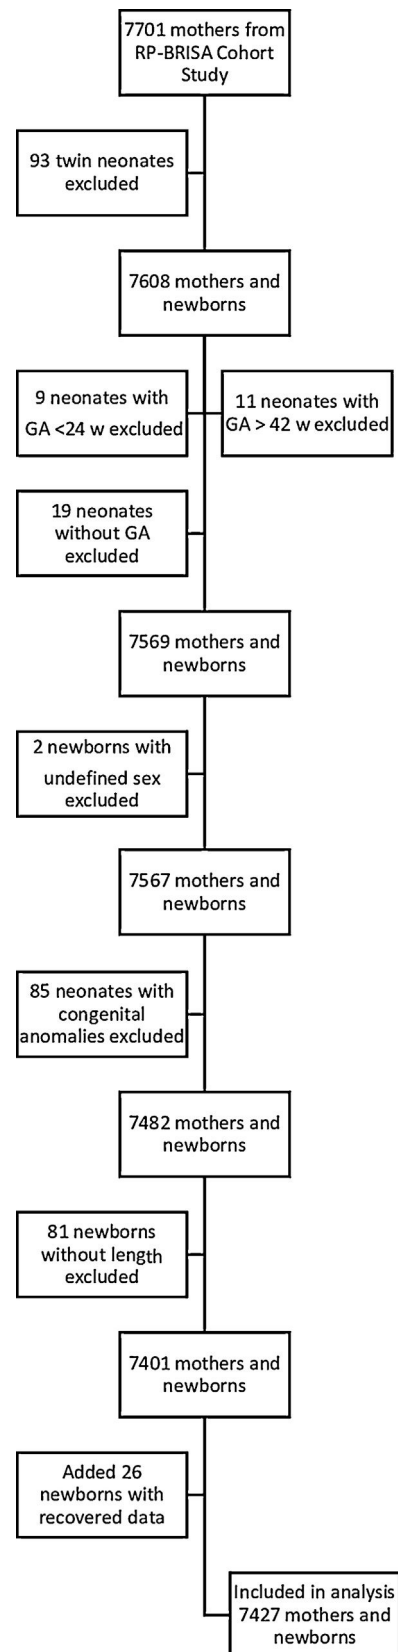 7701 mothers from
RP-BRISA Cohort
Study
93 twin neonates
excluded
7608 mothers and
newborns
9 neonates with
GA <24 w excluded
11 neonates with
GA > 42 w excluded
19 neonates
without GA
excluded
7569 mothers and
newborns
2 newborns with
undefined sex
excluded
7567 mothers and
newborns
85 neonates with
congenital
anomalies excluded
7482 mothers and
newborns
81 newborns
without length
excluded
7401 mothers and
newborns
Added 26
newborns with
recovered data
Included in analysis
7427 mothers and
newborns